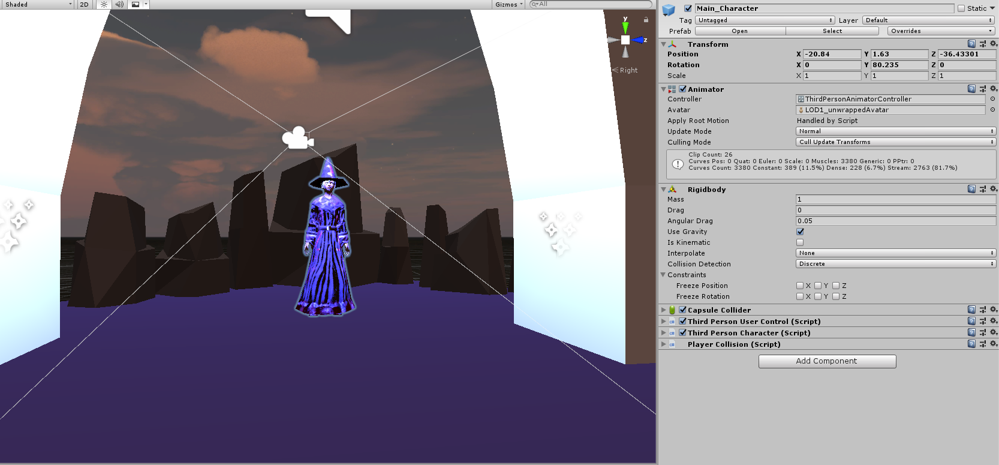 Shaded 2D Gizmos All
y
z
Right
Main_Character Static
Tag Untagged Layer Default
Prefab Open Select Overrides
Transform
Position X -20.84 Y 1.63 Z -36.43301
Rotation X 0 Y 80.235 Z 0
Scale X 1 Y 1 Z 1
Animator
Controller ThirdPersonAnimatorController
Avatar LOD1_unwrappedAvatar
Apply Root Motion Handled by Script
Update Mode Normal
Culling Mode Cull Update Transforms
Clip Count: 26
Curves Pos: 0 Quat: 0 Euler: 0 Scale: 0 Muscles: 3380 Generic: 0 PPtr: 0
Curves Count: 3380 Constant: 389 (11.5%) Dense: 228 (6.7%) Stream: 2763 (81.7%)
Rigidbody
Mass 1
Drag 0
Angular Drag 0.05
Use Gravity
Is Kinematic
Interpolate None
Collision Detection Discrete
Constraints
Freeze Position X Y Z
Freeze Rotation X Y Z
Capsule Collider
c# Third Person User Control (Script)
c# Third Person Character (Script)
c# Player Collision (Script)
Add Component